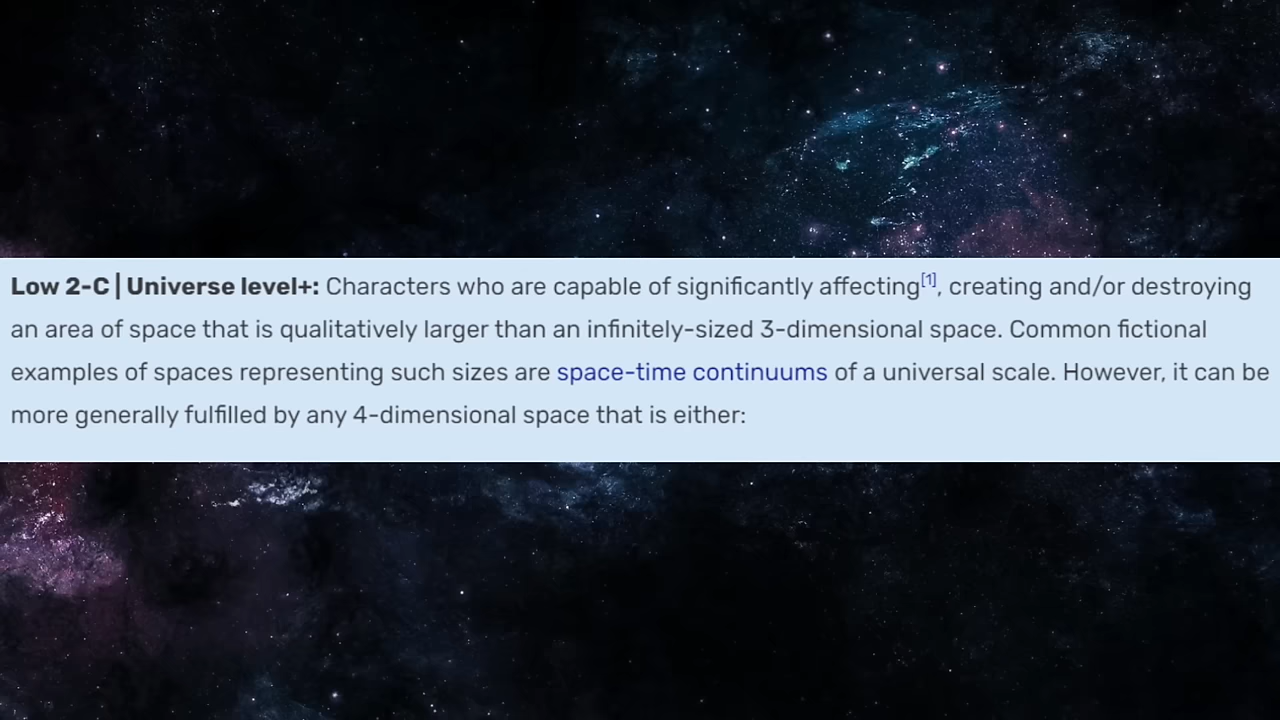 Low 2-C | Universe level+: Characters who are capable of significantly affecting[1], creating and/or destroying
an area of space that is qualitatively larger than an infinitely-sized 3-dimensional space. Common fictional
examples of spaces representing such sizes are space-time continuums of a universal scale. However, it can be
more generally fulfilled by any 4-dimensional space that is either: